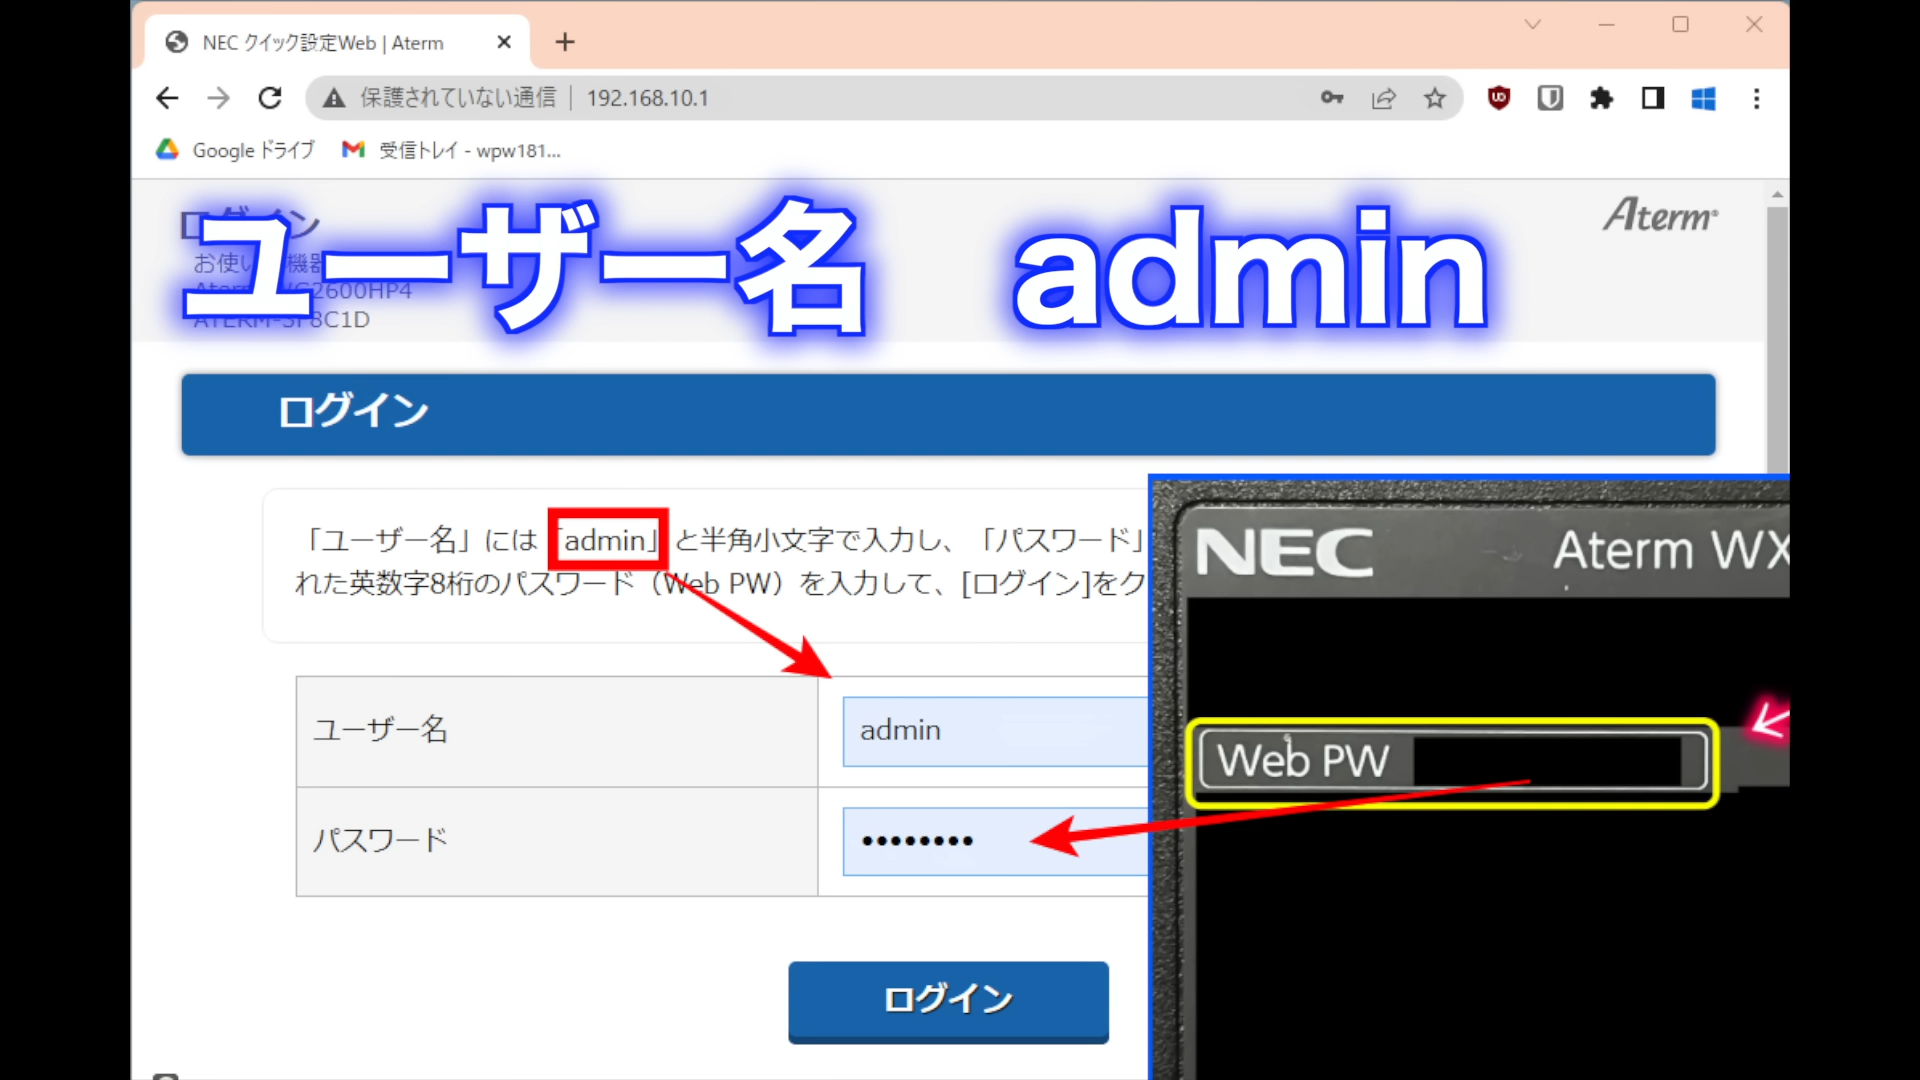 NEC クイック設定Web | Aterm
保護されていない通信 192.168.10.1
Google ドライブ 受信トレイ - wpw181...
ログイン
Aterm
ユーザー名 admin
ログイン
「ユーザー名」には「admin」と半角小文字で入力し、「パスワード」
れた英数字8桁のパスワード（Web PW）を入力して、[ログイン]をク
ユーザー名 admin
パスワード ••••••••
ログイン
NEC Aterm WX
Web PW